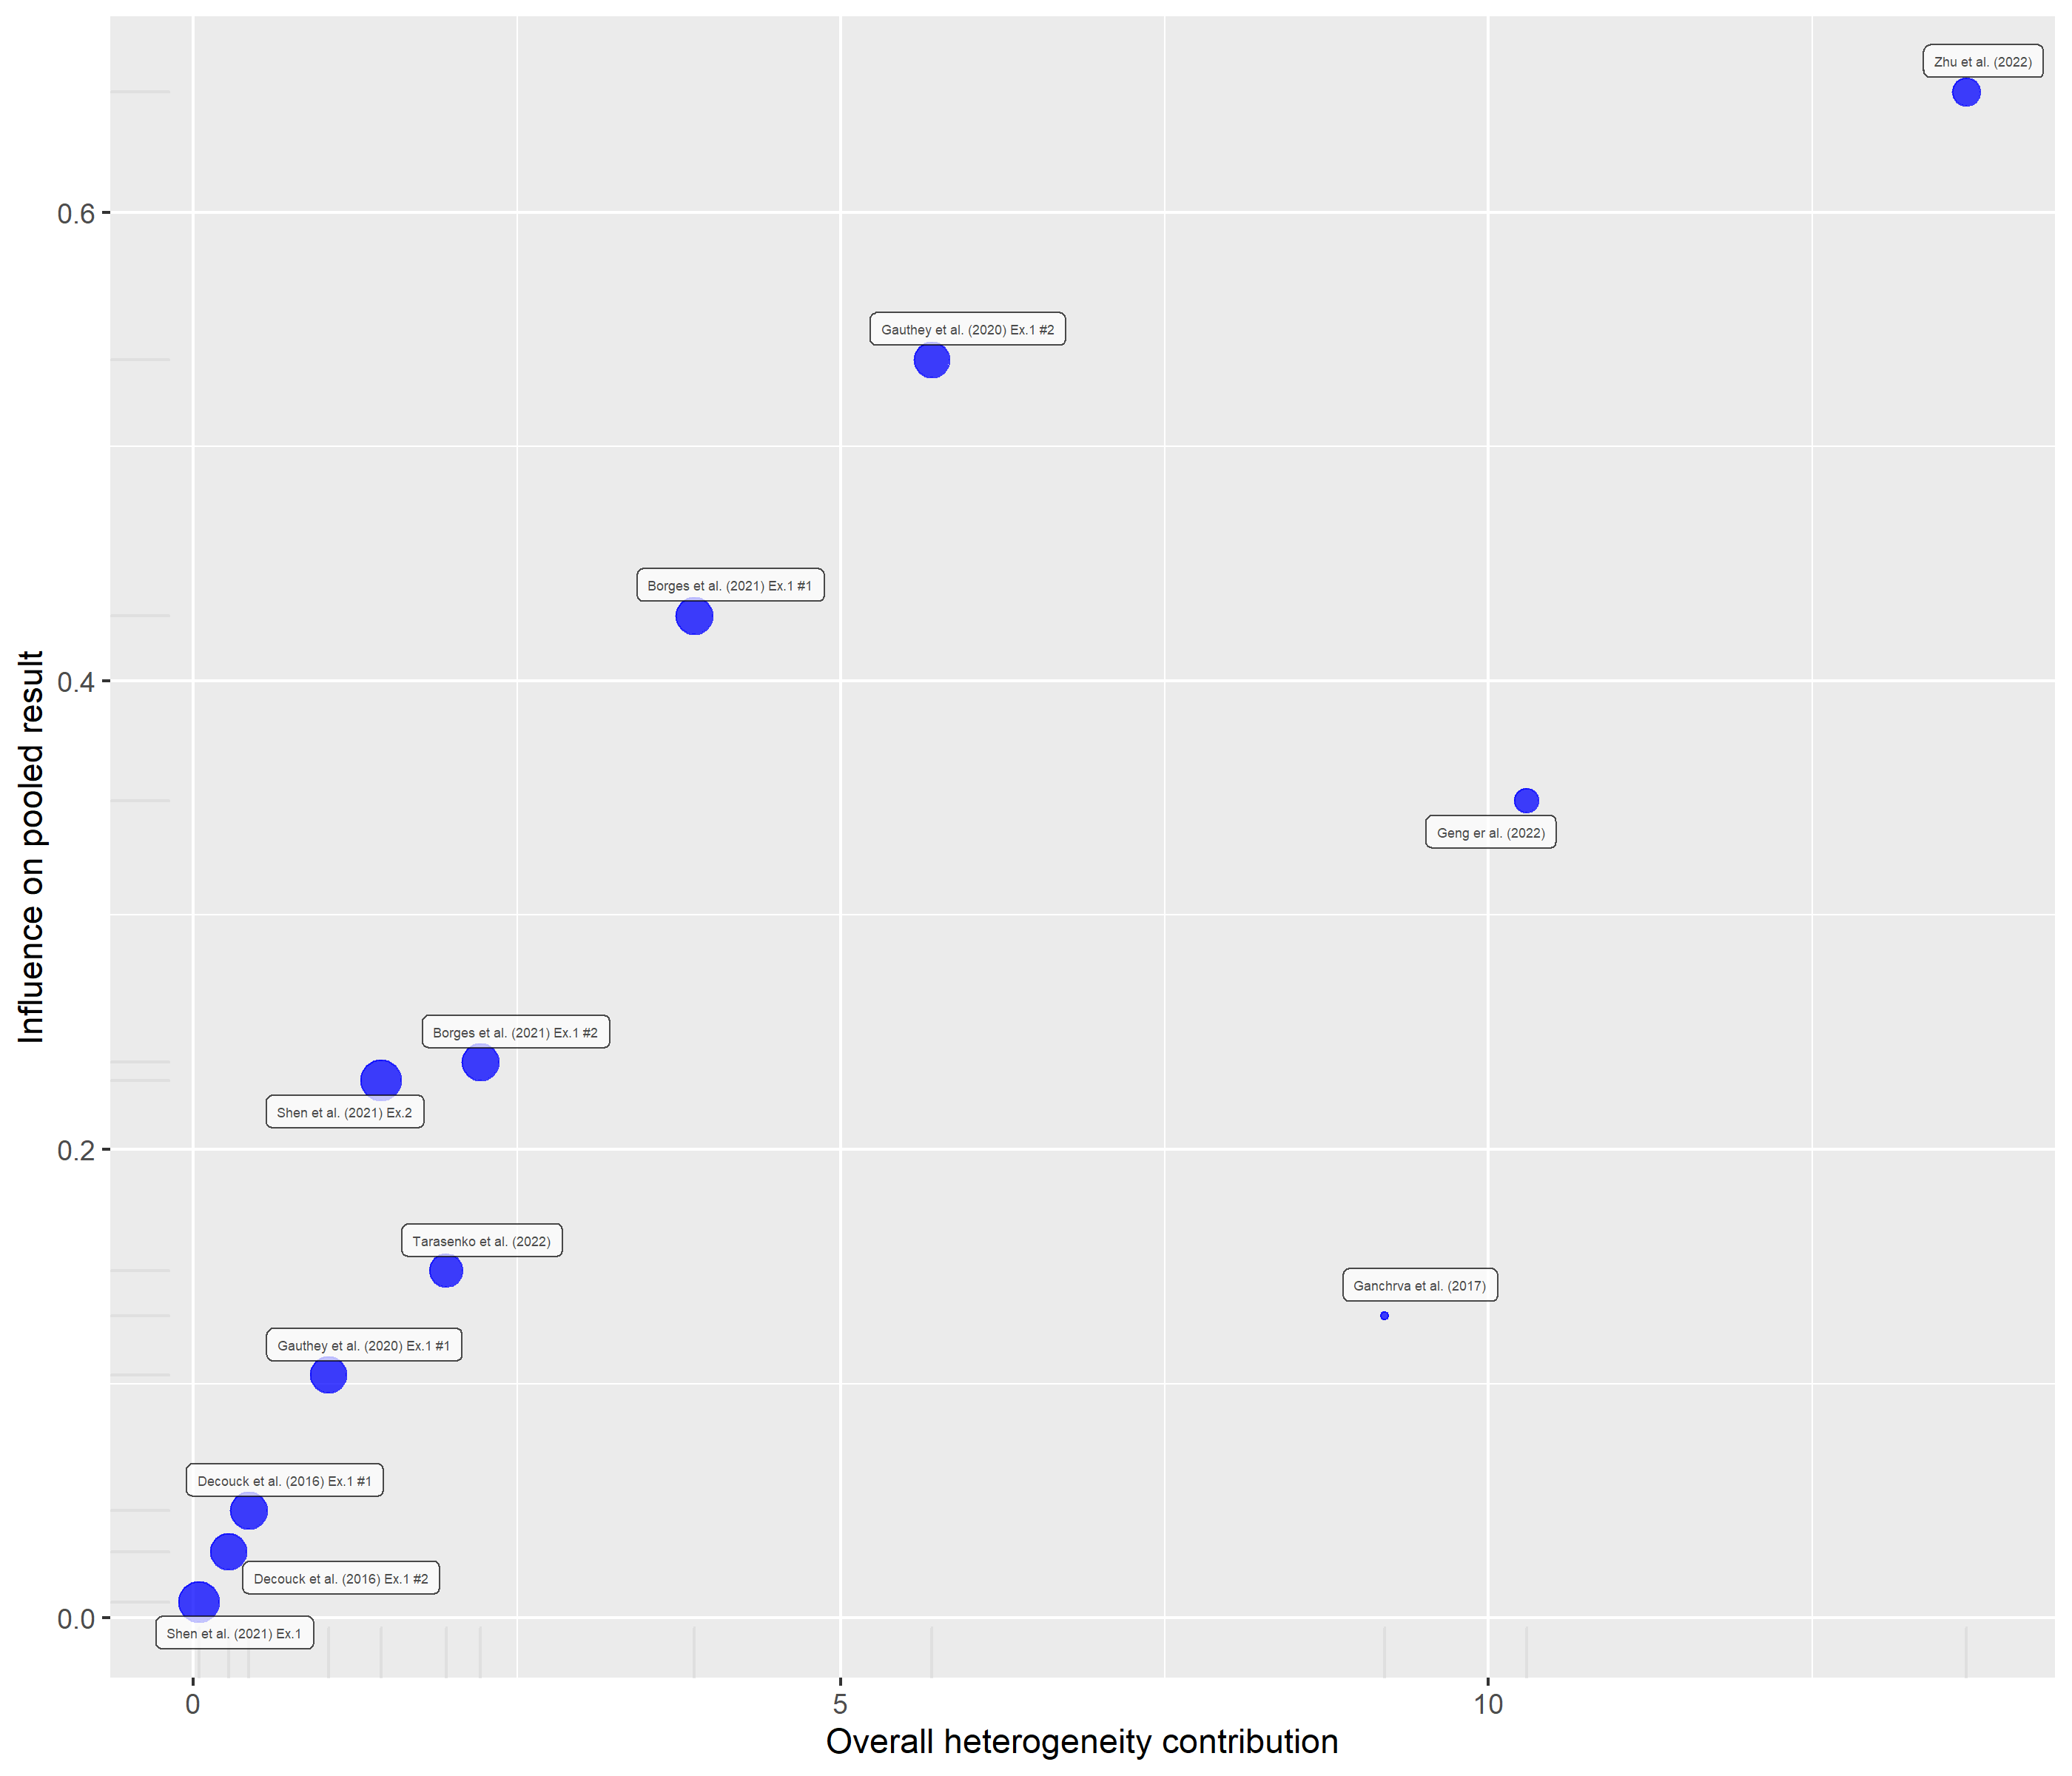 Zhu et al. (2022)
0.6
Gauthey et al. (2020) Ex.1 #2
Borges et al. (2021) Ex.1 #1
0.4
Influence on pooled result
Geng er al. (2022)
Borges et al. (2021) Ex.1 #2
Shen et al. (2021) Ex.2
0.2
Tarasenko et al. (2022)
Ganchrva et al. (2017)
Gauthey et al. (2020) Ex.1 #1
Decouck et al. (2016) Ex.1 #1
Decouck et al. (2016) Ex.1 #2
0.0
Shen et al. (2021) Ex.1
0
5
10
Overall heterogeneity contribution